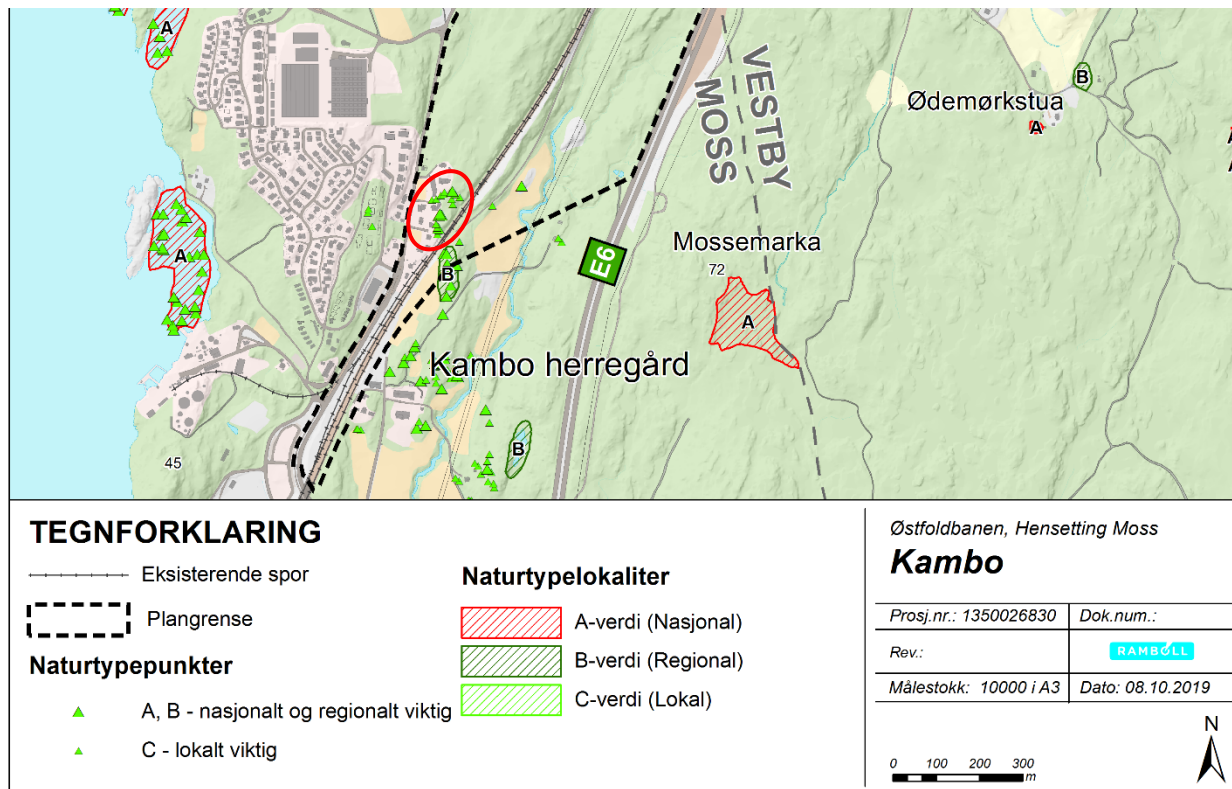 A
VESTBY
MOSS
B
Ødemørkstua
A
E6
Mossemarka
72
A
B
A
Kambo herregård
B
45
TEGNFORKLARING
Eksisterende spor
Plangrense
Naturtypepunkter
A, B - nasjonalt og regionalt viktig
C - lokalt viktig
Naturtypelokaliter
A-verdi (Nasjonal)
B-verdi (Regional)
C-verdi (Lokal)
Østfoldbanen, Hensetting Moss
Kambo
Prosj.nr.: 1350026830 Dok.num.:
Rev.: RAMBOLL
Målestokk: 10000 i A3 Dato: 08.10.2019
N
0 100 200 300
m